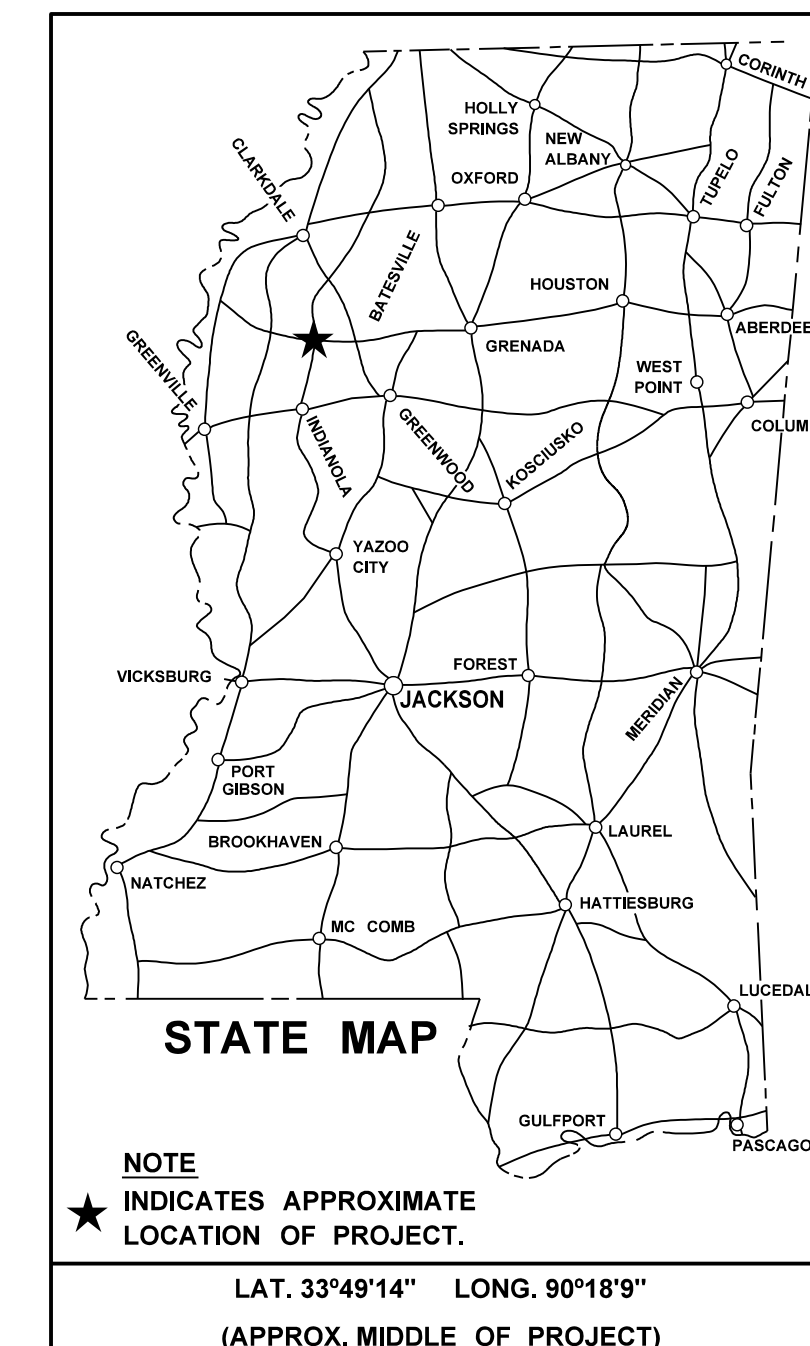 CORINTH
HOLLY
SPRINGS
NEW
ALBANY
CLARKDALE
OXFORD
TUPELO
FULTON
BATESVILLE
HOUSTON
ABERDEE
GREENVILLE
GRENADA
WEST
POINT
COLUM
INDIANOLA
GREENWOOD
KOSCIUSKO
YAZOO
CITY
VICKSBURG
FOREST
JACKSON
MERIDIAN
PORT
GIBSON
BROOKHAVEN
LAUREL
NATCHEZ
HATTIESBURG
MC COMB
LUCEDAL
STATE MAP
GULFPORT
PASCAGO
NOTE
INDICATES APPROXIMATE
LOCATION OF PROJECT.
LAT. 33º49'14" LONG. 90º18'9"
(APPROX. MIDDLE OF PROJECT)